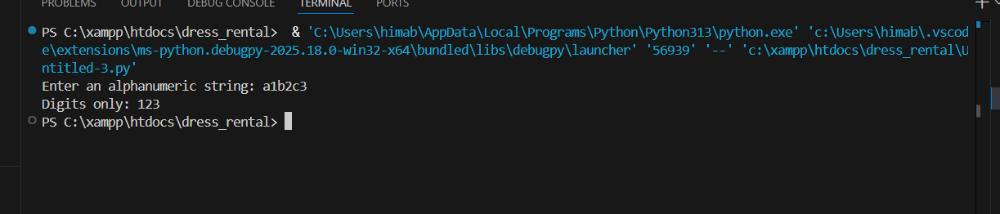 PROBLEMS OUTPUT DEBUG CONSOLE TERMINAL PORTS
PS C:\xampp\htdocs\dress_rental>  & 'C:\Users\himab\AppData\Local\Programs\Python\Python313\python.exe' 'c:\Users\himab\.vscod
e\extensions\ms-python.debugpy-2025.18.0-win32-x64\bundled\libs\debugpy\launcher' '56939' '--' 'c:\xampp\htdocs\dress_rental\U
ntitled-3.py'
Enter an alphanumeric string: a1b2c3
Digits only: 123
PS C:\xampp\htdocs\dress_rental>